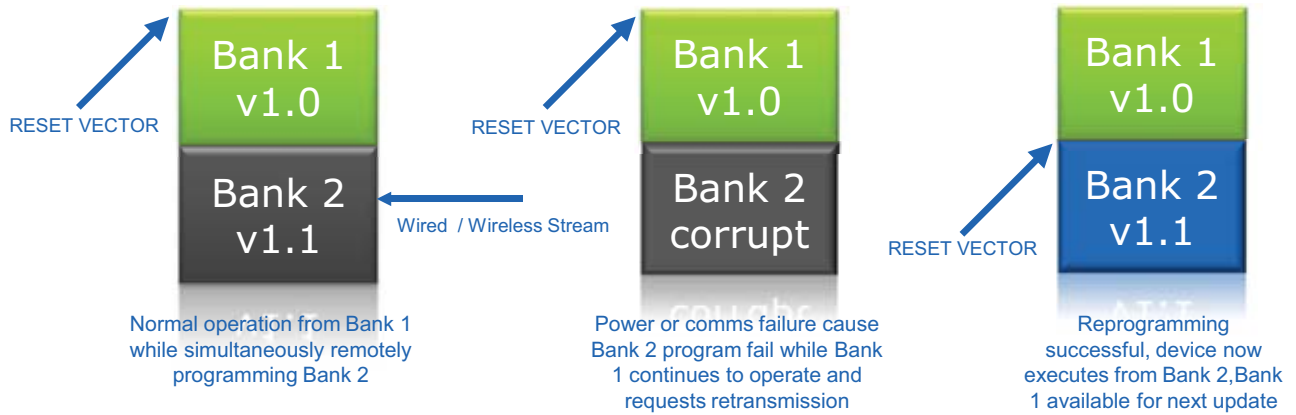 Bank 1
v1.0
RESET VECTOR
Bank 2
v1.1
Wired / Wireless Stream
Normal operation from Bank 1
while simultaneously remotely
programming Bank 2
Bank 1
v1.0
RESET VECTOR
Bank 2
corrupt
Power or comms failure cause
Bank 2 program fail while Bank
1 continues to operate and
requests retransmission
Bank 1
v1.0
Bank 2
v1.1
RESET VECTOR
Reprogramming
successful, device now
executes from Bank 2,Bank
1 available for next update